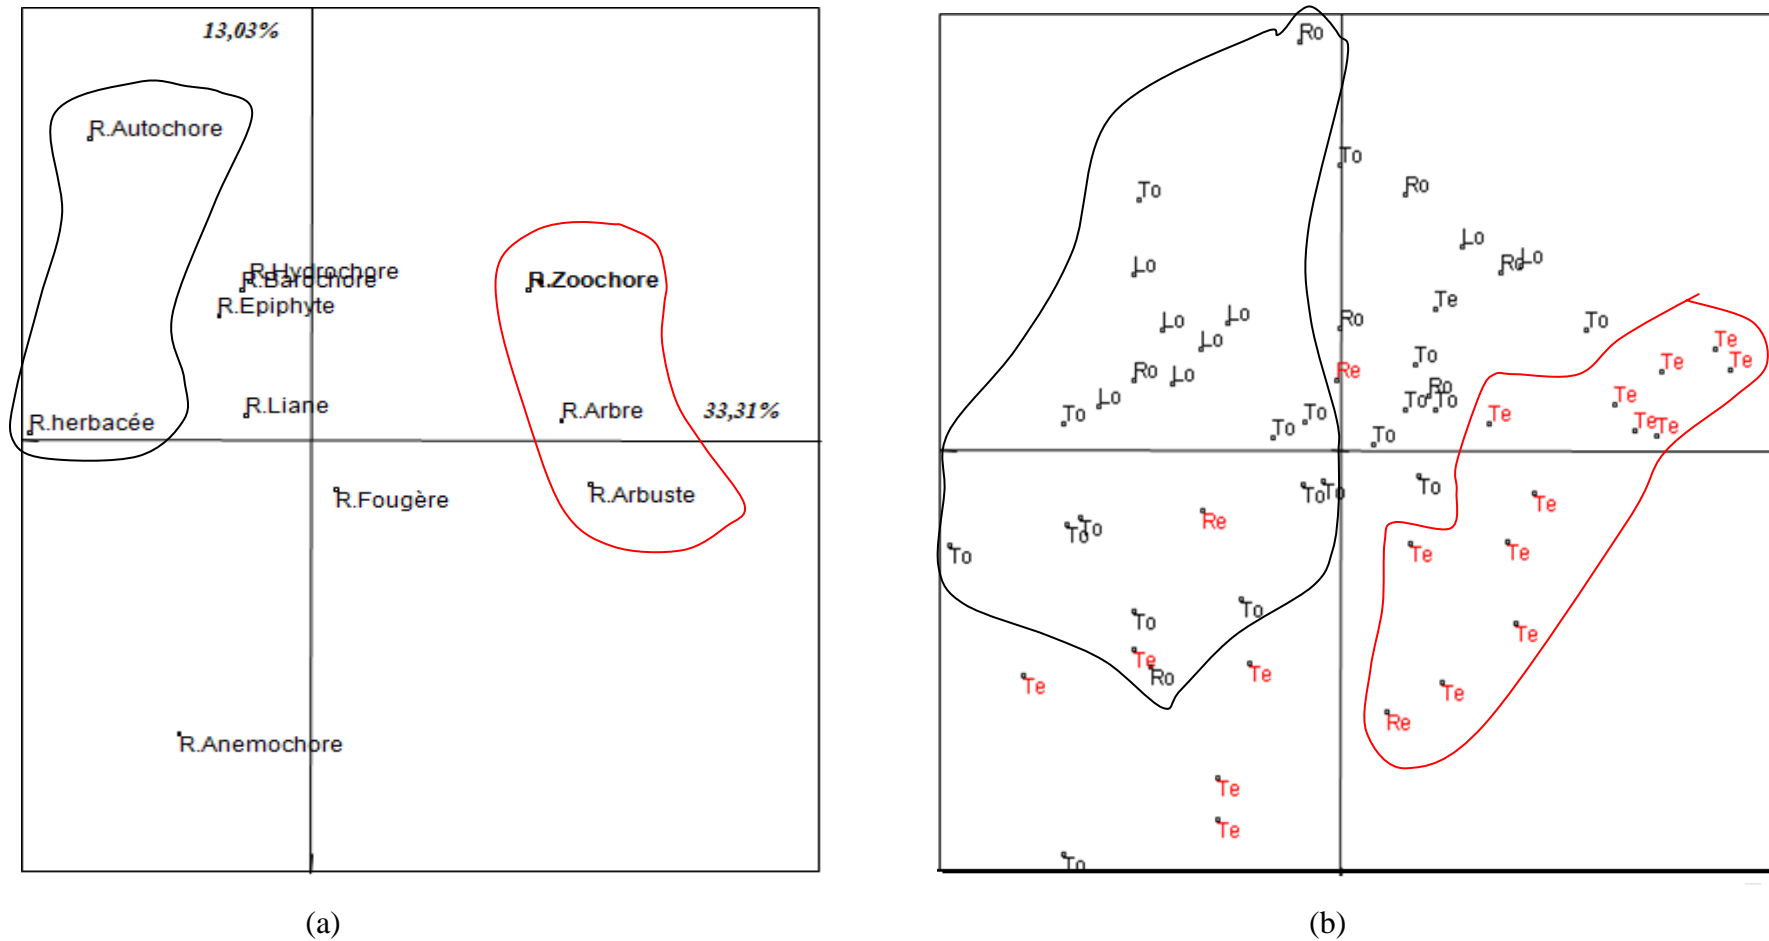 13,03%
R.Autochore
R.Hydrochore
R.Barochore
R.Zoochore
R.Epiphyte
R.Liane
R.Arbre
33,31%
R.herbacée
R.Arbuste
R.Fougère
R.Anemochore
(a)
Ro
To
Ro
To
Lo
Lo
Ro
Lo
Te
Lo
Lo
Ro
To
Lo
Te
To
Te
Te
Re
Ro
Lo
Ro
Lo
Te
To
To
To
To
Te
To
Te
Te
To
To
To
To
Te
Re
To
To
To
Te
Te
To
To
Te
Te
Te
Ro
Te
Te
Re
Te
Te
To
(b)